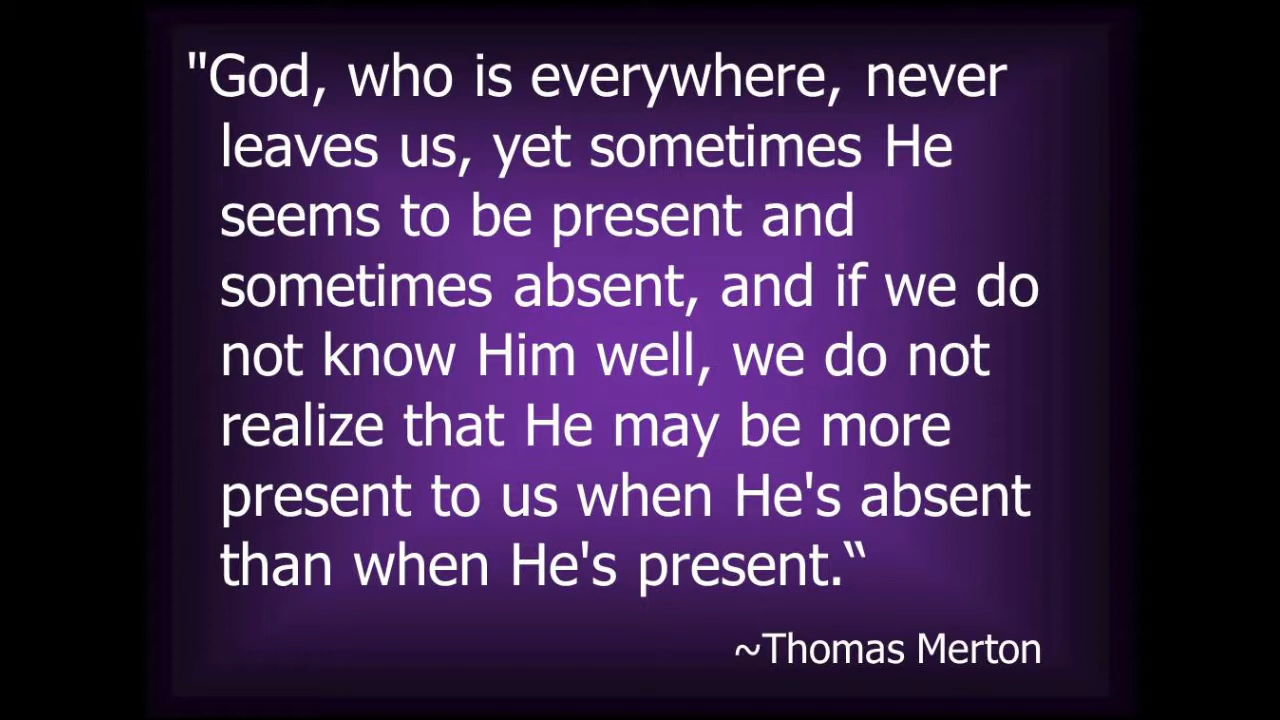 "God, who is everywhere, never
leaves us, yet sometimes He
seems to be present and
sometimes absent, and if we do
not know Him well, we do not
realize that He may be more
present to us when He's absent
than when He's present.“
~Thomas Merton